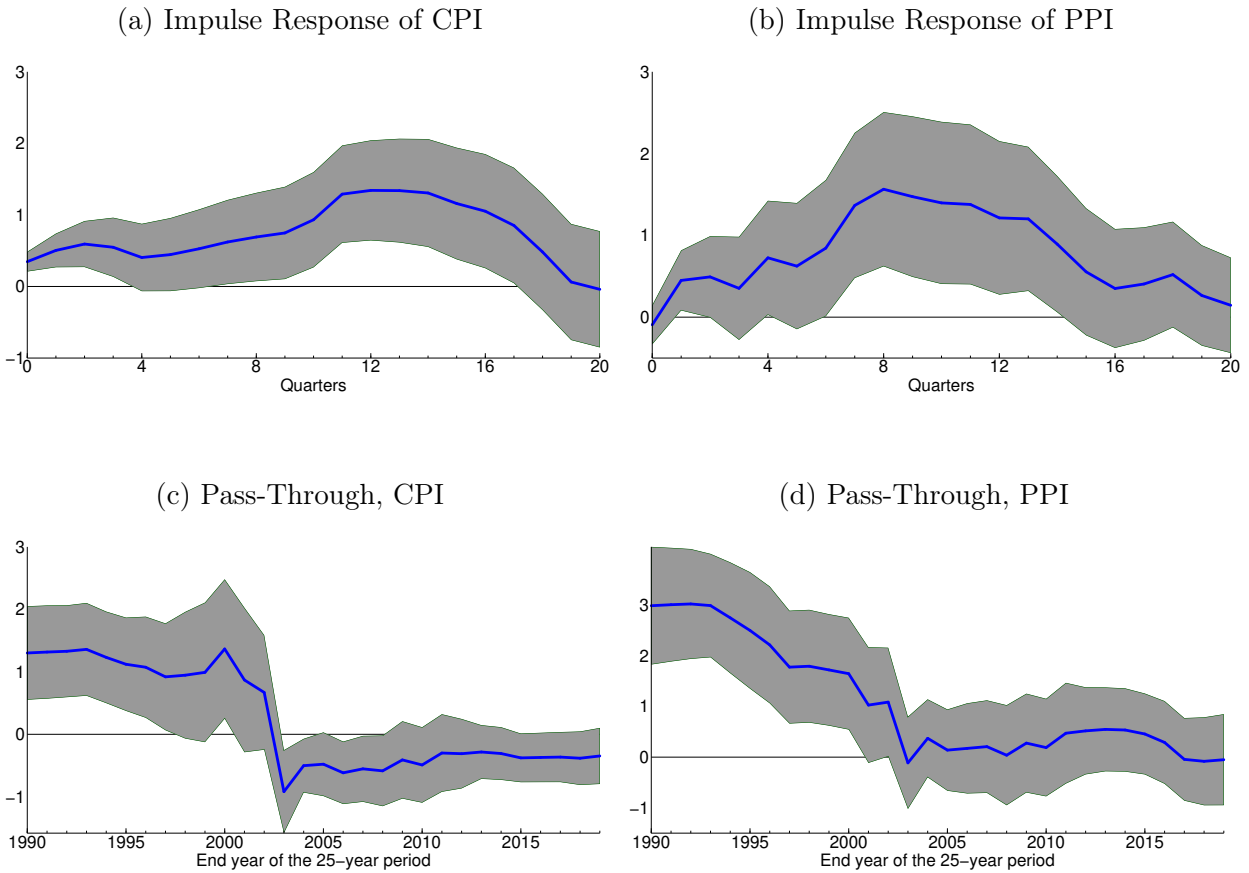 (a) Impulse Response of CPI
(b) Impulse Response of PPI
3
2
1
0
−1
0 4 8 12 16 20
Quarters
3
2
1
0
0 4 8 12 16 20
Quarters
(c) Pass-Through, CPI
(d) Pass-Through, PPI
3
2
1
0
−1
1990 1995 2000 2005 2010 2015
End year of the 25−year period
3
2
1
0
−1
1990 1995 2000 2005 2010 2015
End year of the 25−year period